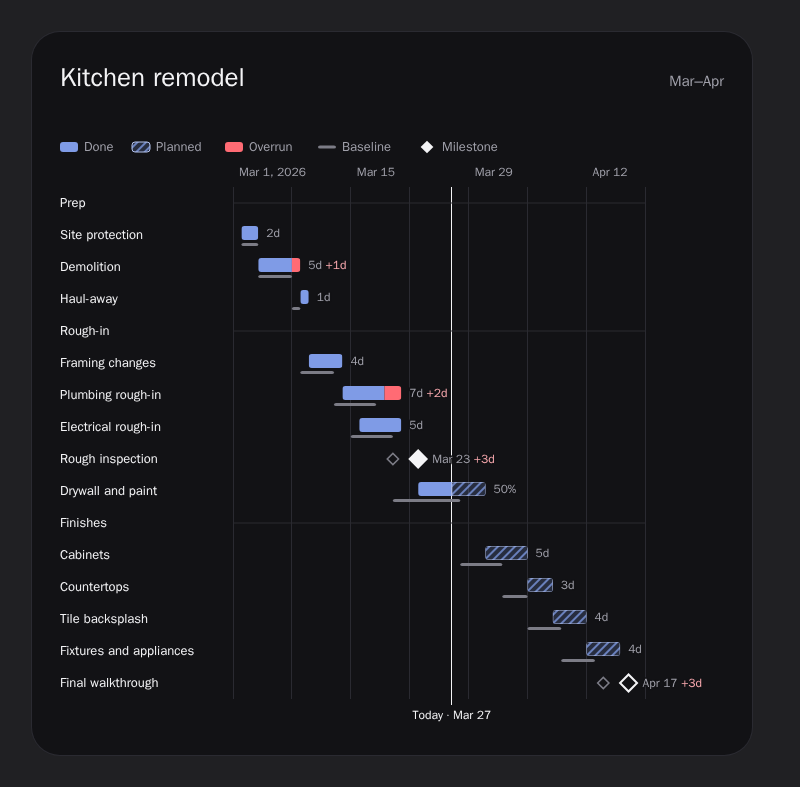 Kitchen remodel
Mar–Apr
Done Planned Overrun Baseline Milestone
Mar 1, 2026 Mar 15 Mar 29 Apr 12
Prep
Site protection 2d
Demolition 5d +1d
Haul-away 1d
Rough-in
Framing changes 4d
Plumbing rough-in 7d +2d
Electrical rough-in 5d
Rough inspection Mar 23 +3d
Drywall and paint 50%
Finishes
Cabinets 5d
Countertops 3d
Tile backsplash 4d
Fixtures and appliances 4d
Final walkthrough Apr 17 +3d
Today · Mar 27